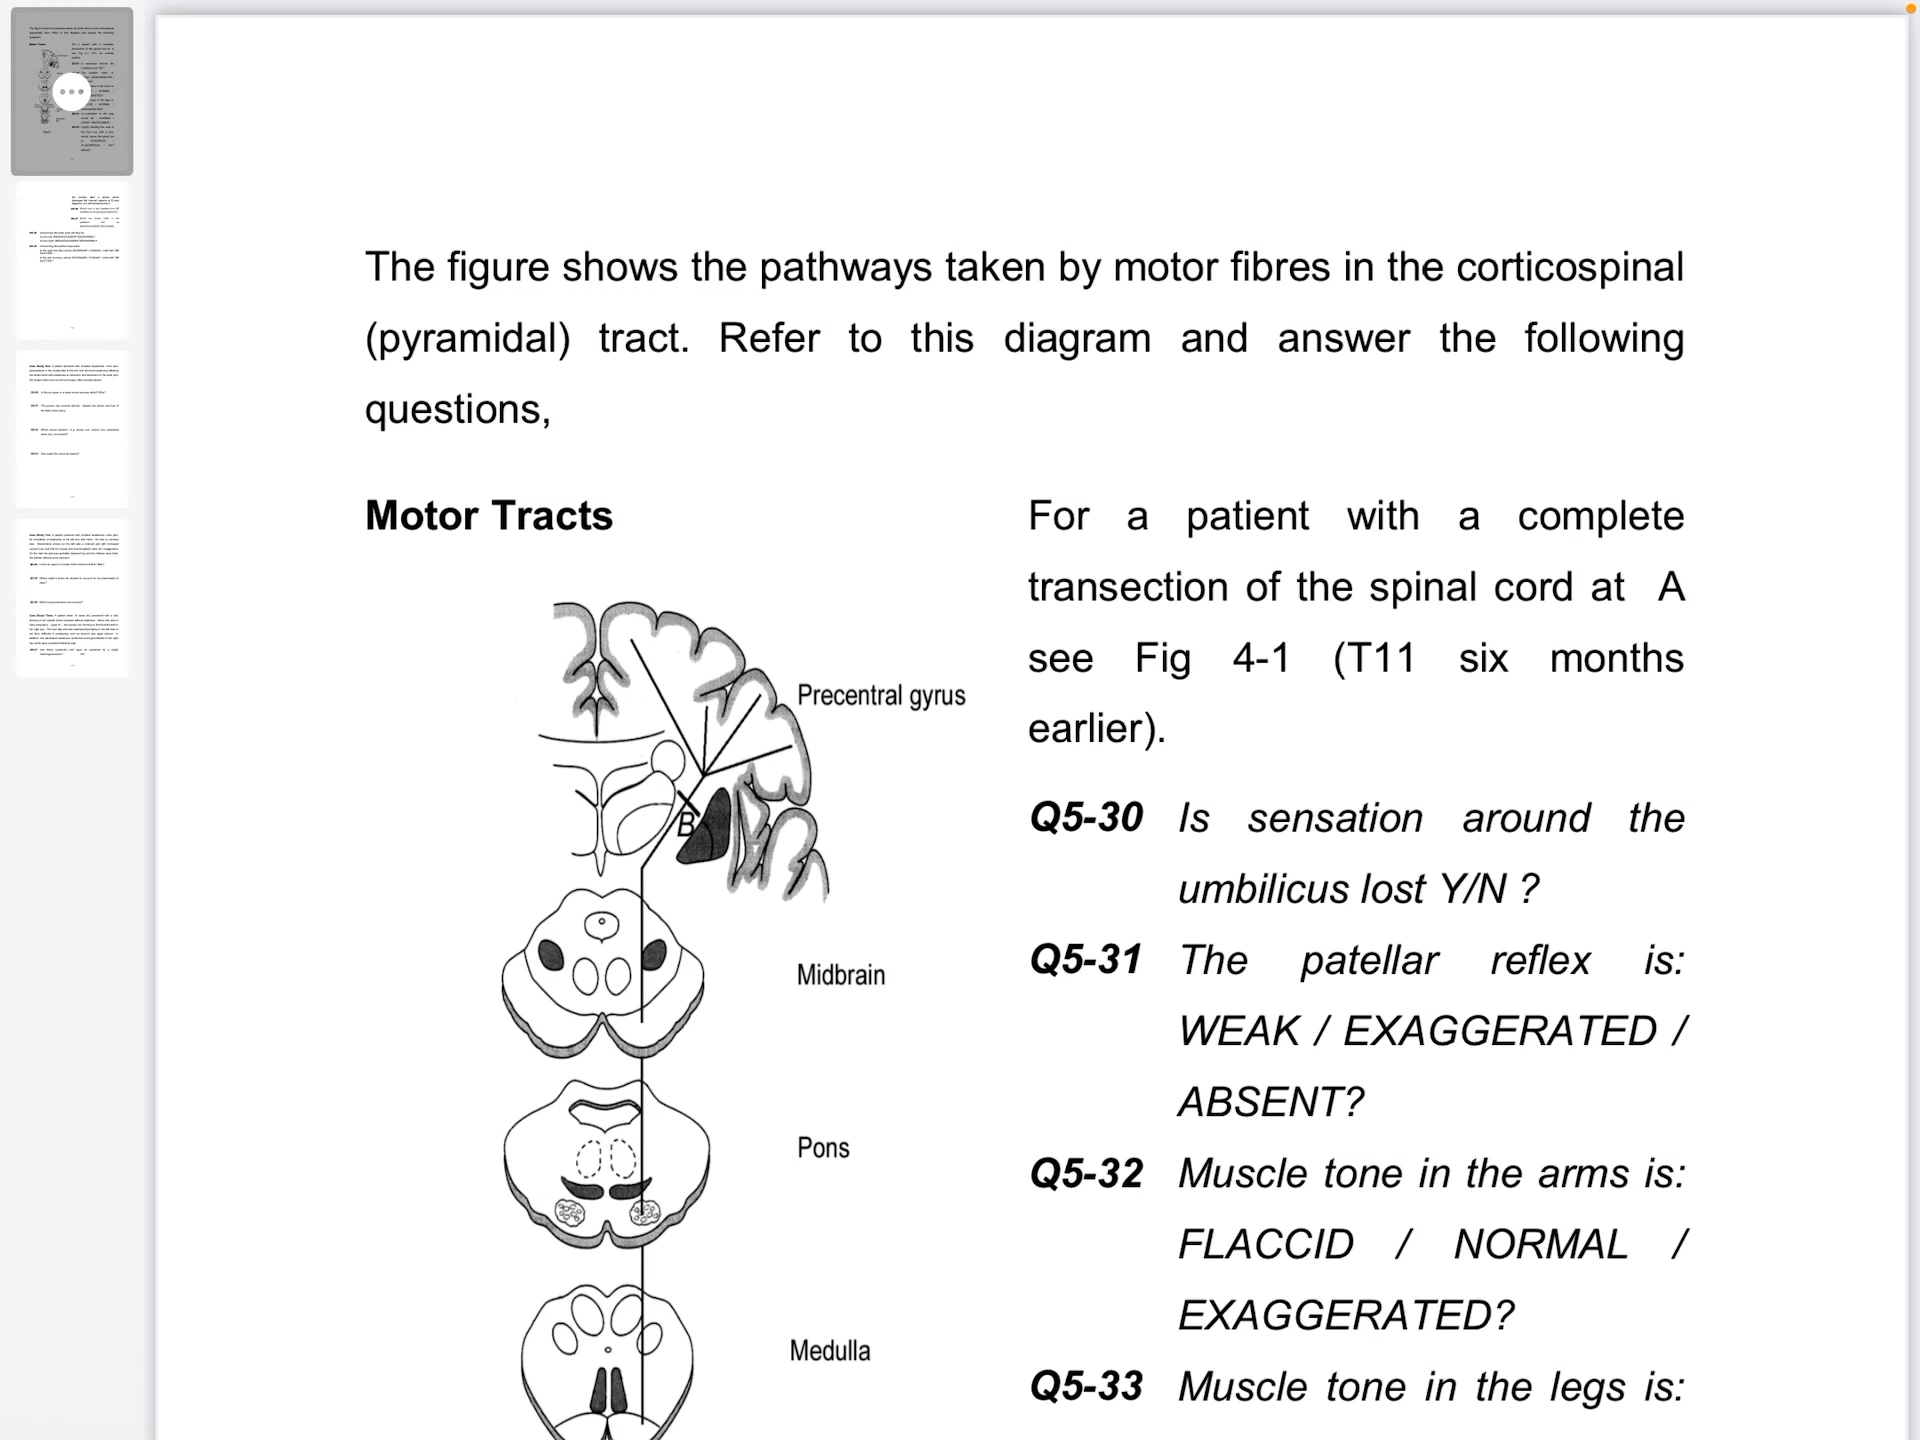 The figure shows the pathways taken by motor fibres in the corticospinal
(pyramidal) tract. Refer to this diagram and answer the following
questions,
Motor Tracts
Precentral gyrus
B
Midbrain
Pons
Medulla
For a patient with a complete
transection of the spinal cord at A
see Fig 4-1 (T11 six months
earlier).
Q5-30 Is sensation around the
umbilicus lost Y/N ?
Q5-31 The patellar reflex is:
WEAK / EXAGGERATED /
ABSENT?
Q5-32 Muscle tone in the arms is:
FLACCID / NORMAL /
EXAGGERATED?
Q5-33 Muscle tone in the legs is: